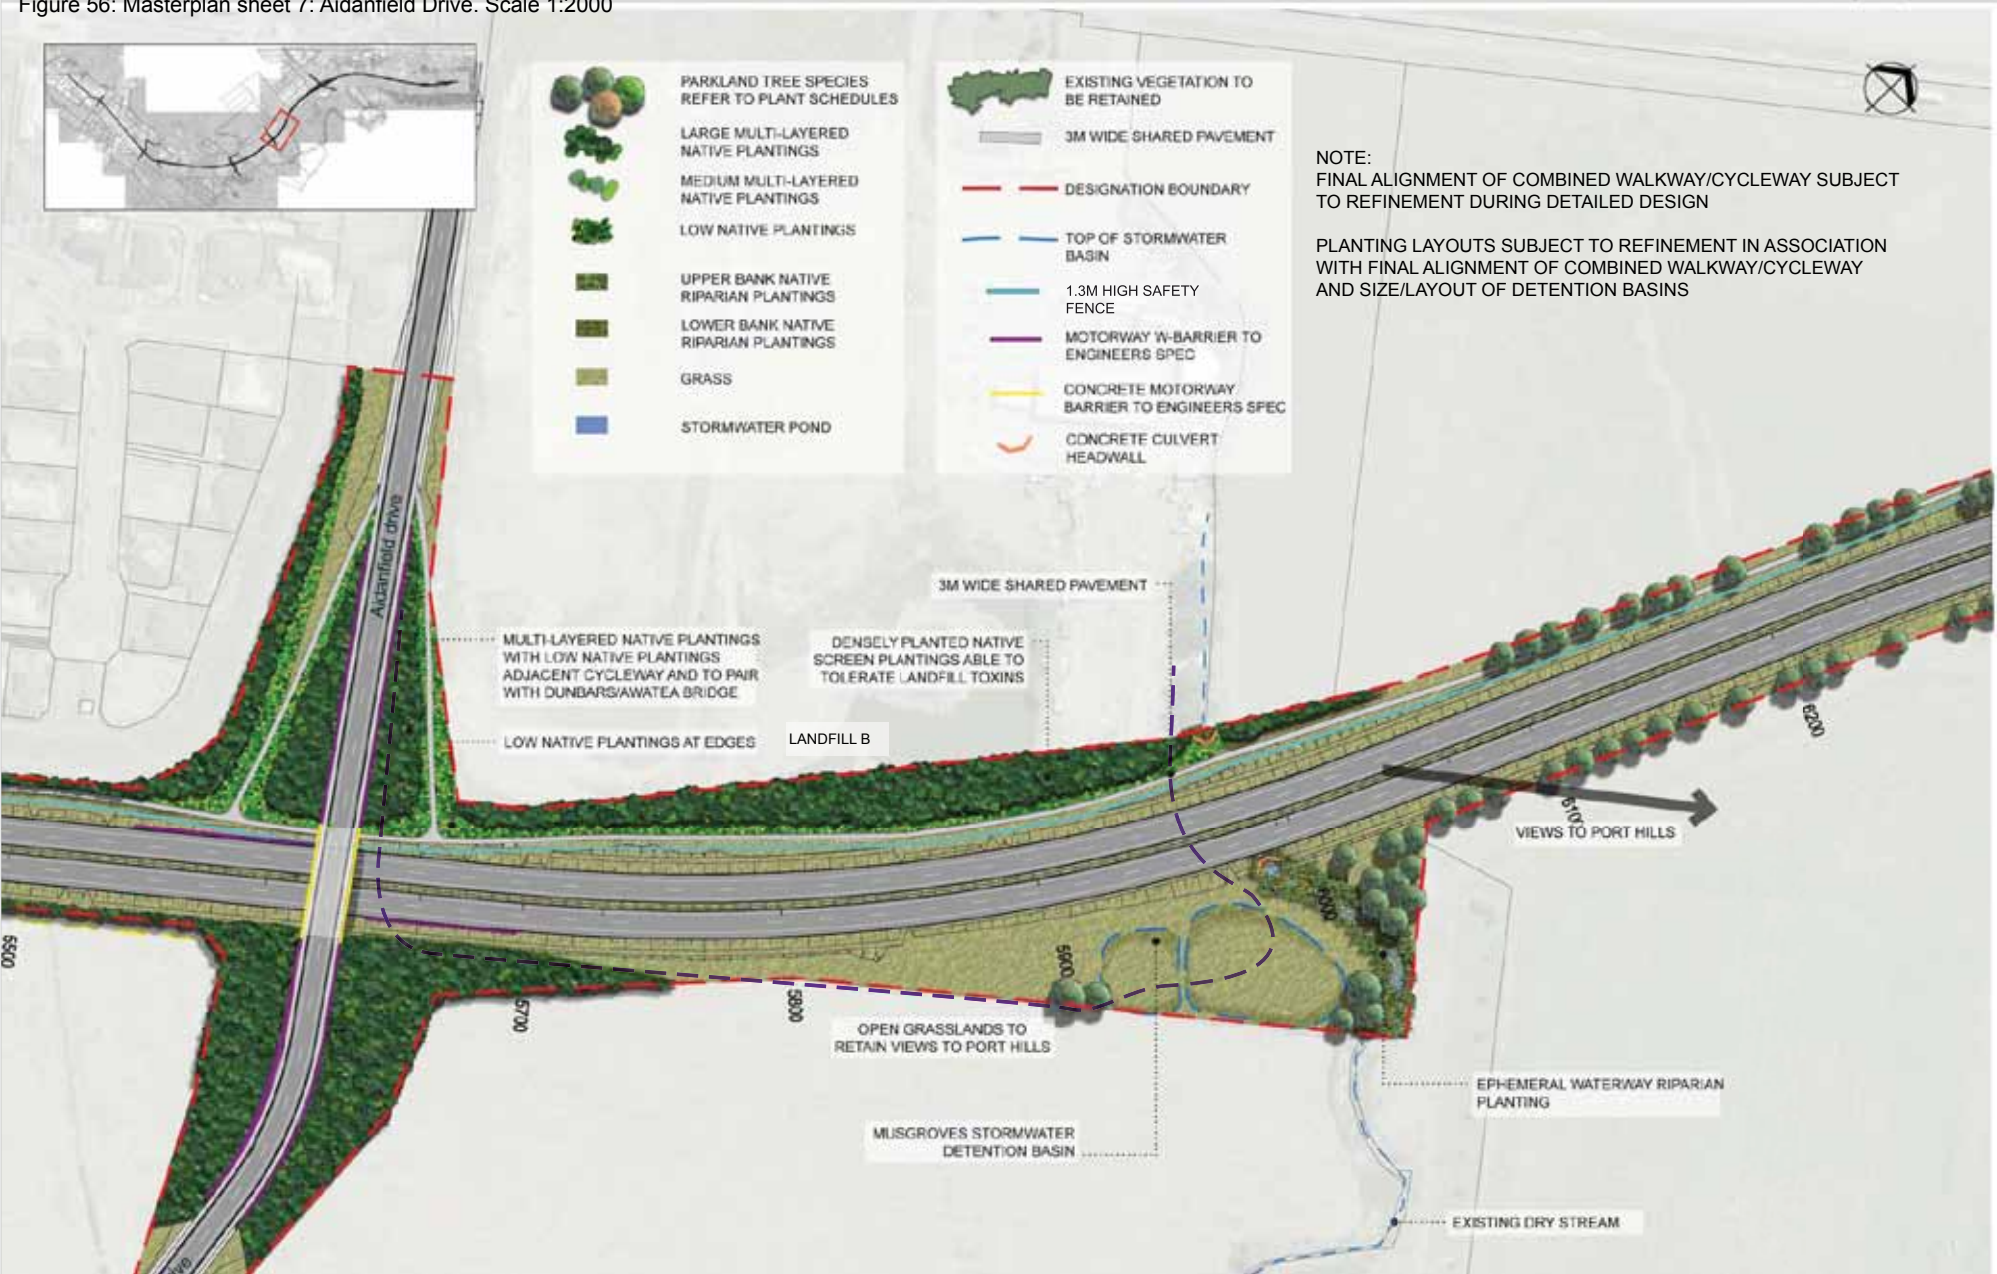 Figure 56: Masterplan sheet 7: Aidanfield Drive. Scale 1:2000
PARKLAND TREE SPECIES
REFER TO PLANT SCHEDULES
LARGE MULTI-LAYERED
NATIVE PLANTINGS
MEDIUM MULTI-LAYERED
NATIVE PLANTINGS
LOW NATIVE PLANTINGS
UPPER BANK NATIVE
RIPARIAN PLANTINGS
LOWER BANK NATIVE
RIPARIAN PLANTINGS
GRASS
STORMWATER POND
EXISTING VEGETATION TO
BE RETAINED
3M WIDE SHARED PAVEMENT
DESIGNATION BOUNDARY
TOP OF STORMWATER
BASIN
1.3M HIGH SAFETY
FENCE
MOTORWAY W-BARRIER TO
ENGINEERS SPEC
CONCRETE MOTORWAY
BARRIER TO ENGINEERS SPEC
CONCRETE CULVERT
HEADWALL
NOTE:
FINAL ALIGNMENT OF COMBINED WALKWAY/CYCLEWAY SUBJECT
TO REFINEMENT DURING DETAILED DESIGN
PLANTING LAYOUTS SUBJECT TO REFINEMENT IN ASSOCIATION
WITH FINAL ALIGNMENT OF COMBINED WALKWAY/CYCLEWAY
AND SIZE/LAYOUT OF DETENTION BASINS
Aidanfield drive
3M WIDE SHARED PAVEMENT
MULTI-LAYERED NATIVE PLANTINGS
WITH LOW NATIVE PLANTINGS
ADJACENT CYCLEWAY AND TO PAIR
WITH DUNBARS/AWATEA BRIDGE
DENSELY PLANTED NATIVE
SCREEN PLANTINGS ABLE TO
TOLERATE LANDFILL TOXINS
LOW NATIVE PLANTINGS AT EDGES
LANDFILL B
6200
6100
VIEWS TO PORT HILLS
6000
5900
5500
5700
5800
OPEN GRASSLANDS TO
RETAIN VIEWS TO PORT HILLS
EPHEMERAL WATERWAY RIPARIAN
PLANTING
MUSGROVES STORMWATER
DETENTION BASIN
EXISTING DRY STREAM